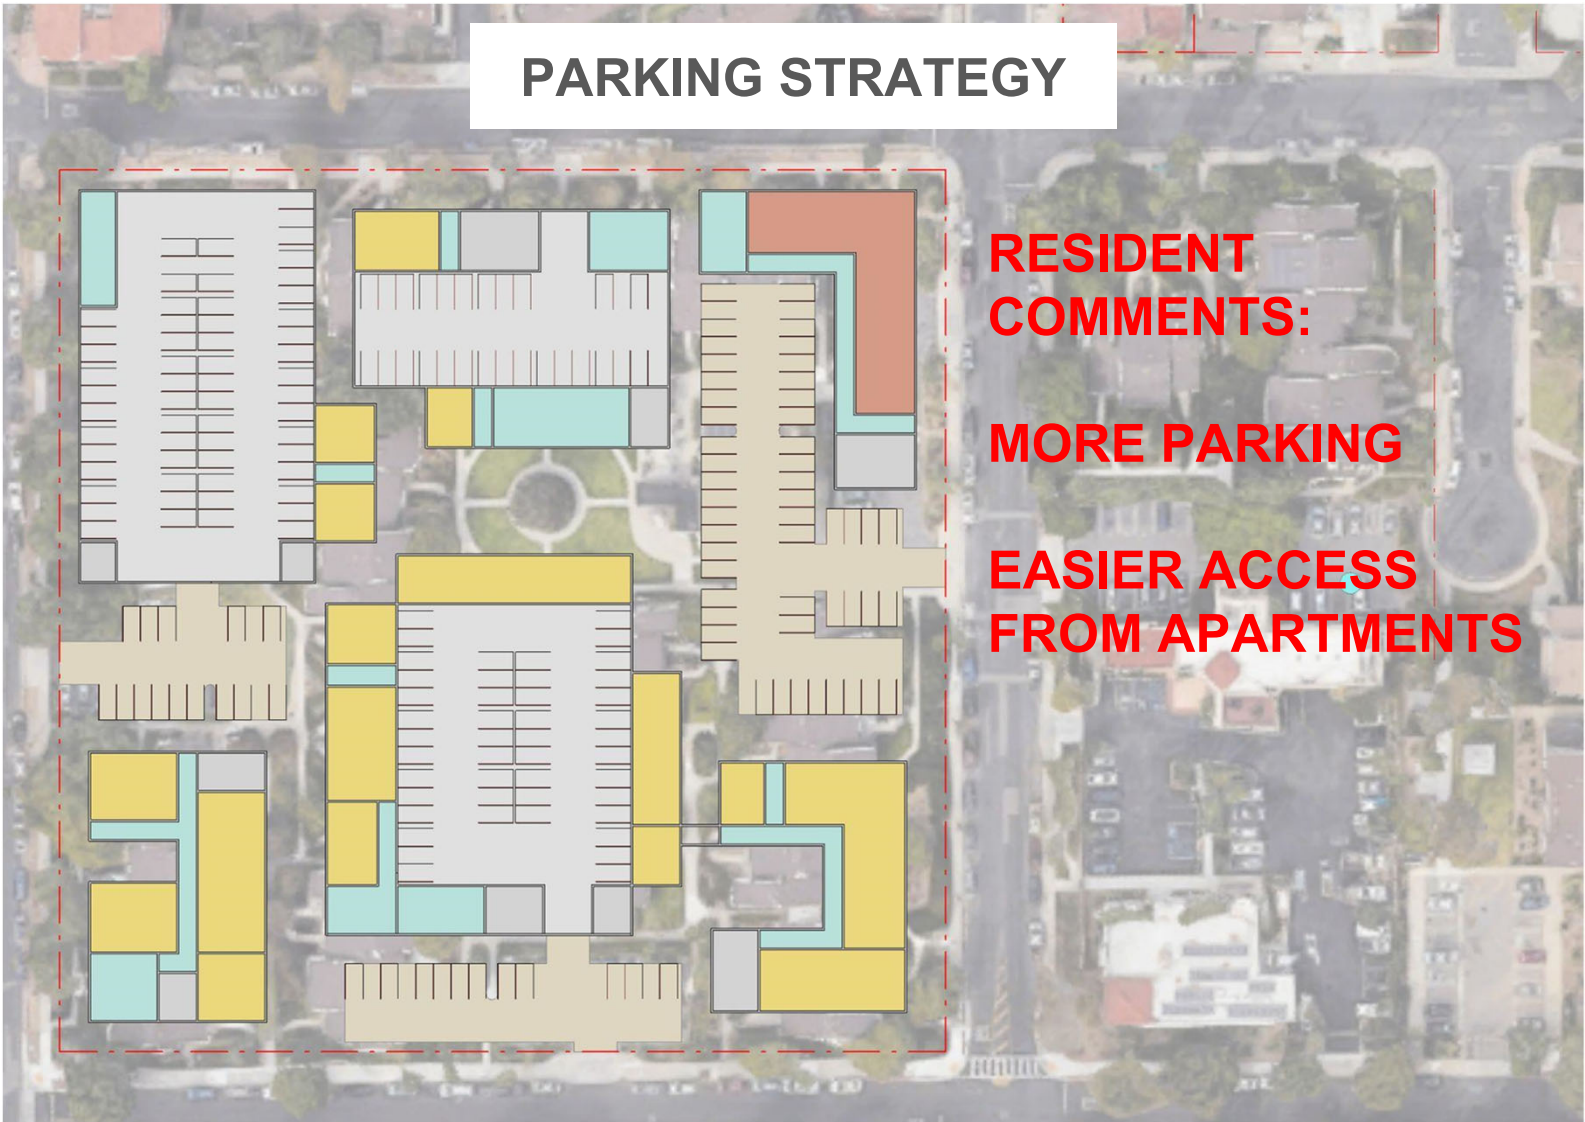 PARKING STRATEGY
RESIDENT
COMMENTS:
MORE PARKING
EASIER ACCESS
FROM APARTMENTS